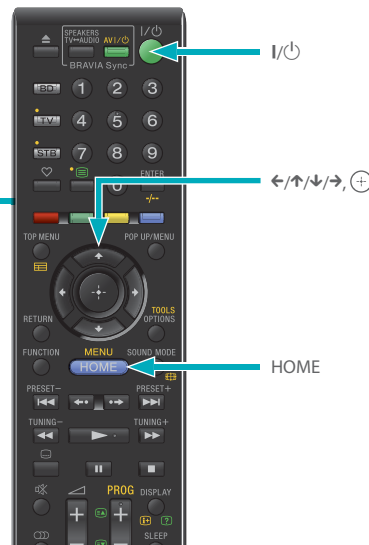 SPEAKERS
TV↔AUDIO AV I/⏻ I/⏻
BRAVIA Sync
I/⏻
BD 1 2 3
TV 4 5 6
STB 7 8 9
ENTER
0
-/--
←/↑/↓/→,
TOP MENU POP UP/MENU
TOOLS
RETURN OPTIONS
FUNCTION MENU SOUND MODE
HOME
HOME
PRESET– PRESET+
TUNING– TUNING+
PROG DISPLAY
+ + i+ ?
SLEEP